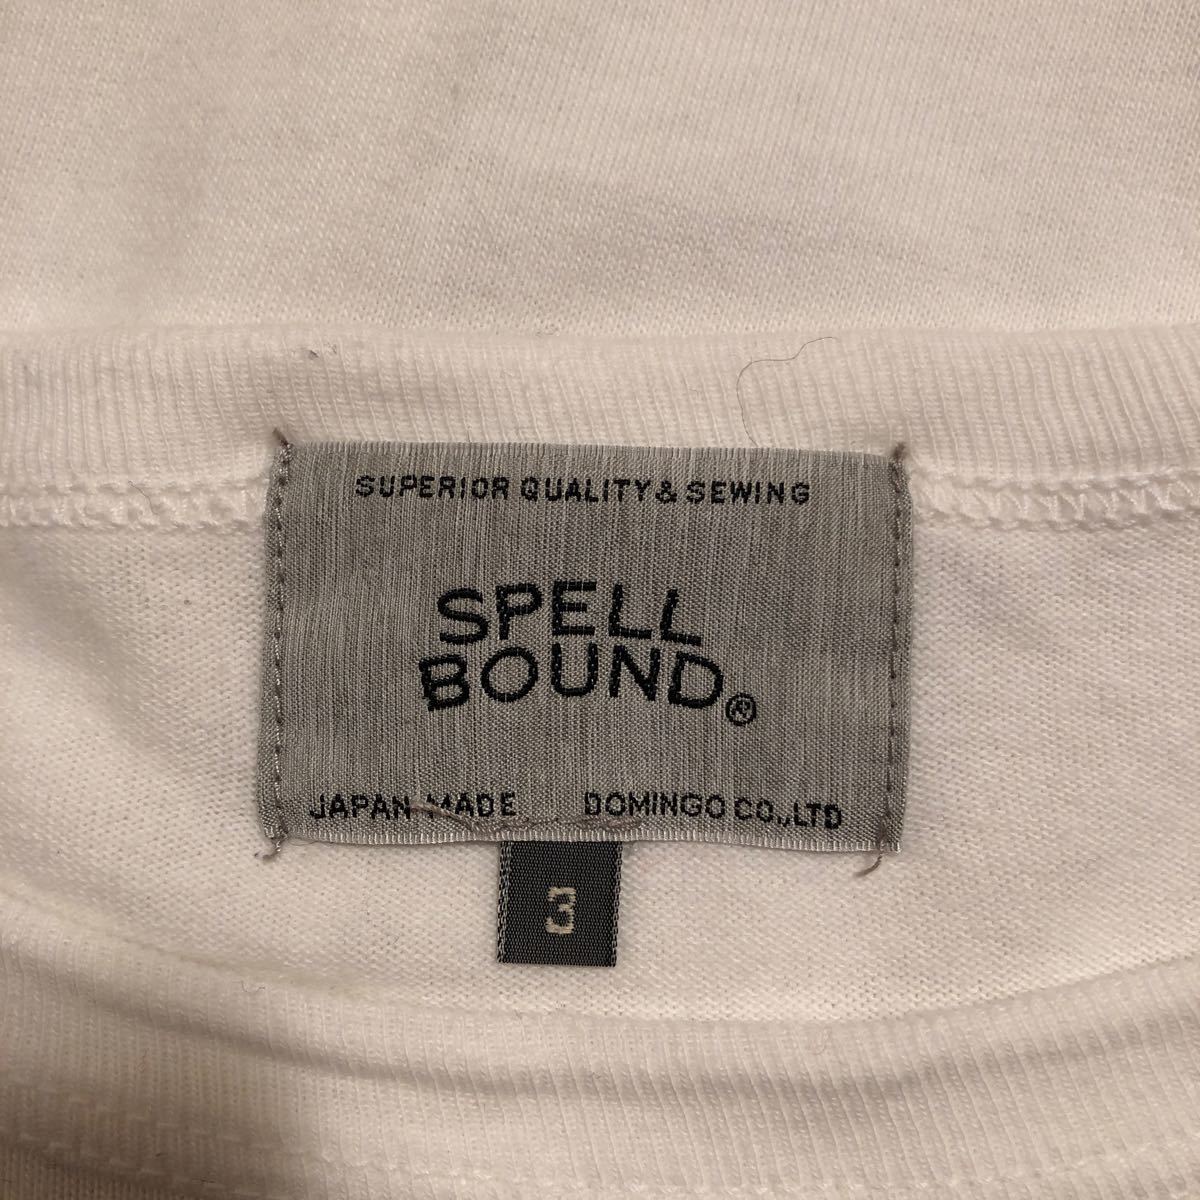 SUPERIOR QUALITY & SEWING
SPELL
BOUND®
JAPAN MADE DOMINGO CO.,LTD
3